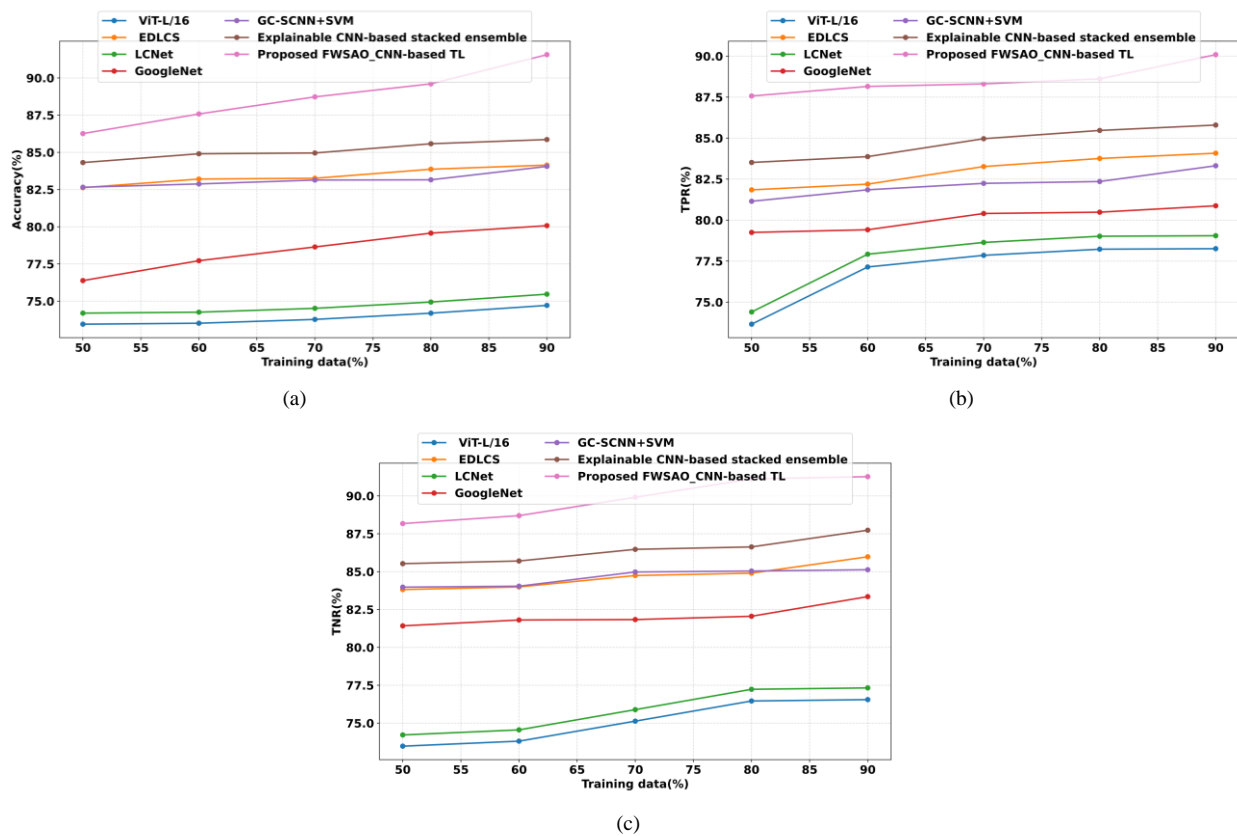 ViT-L/16
EDLCS
LCNet
GoogleNet
GC-SCNN+SVM
Explainable CNN-based stacked ensemble
Proposed FWSAO_CNN-based TL
90.0
87.5
85.0
82.5
80.0
77.5
75.0
Accuracy(%)
50 55 60 65 70 75 80 85 90
Training data(%)
(a)
ViT-L/16
EDLCS
LCNet
GoogleNet
GC-SCNN+SVM
Explainable CNN-based stacked ensemble
Proposed FWSAO_CNN-based TL
90.0
87.5
85.0
82.5
80.0
77.5
75.0
TPR(%)
50 55 60 65 70 75 80 85 90
Training data(%)
(b)
ViT-L/16
EDLCS
LCNet
GoogleNet
GC-SCNN+SVM
Explainable CNN-based stacked ensemble
Proposed FWSAO_CNN-based TL
90.0
87.5
85.0
82.5
80.0
77.5
75.0
TNR(%)
50 55 60 65 70 75 80 85 90
Training data(%)
(c)